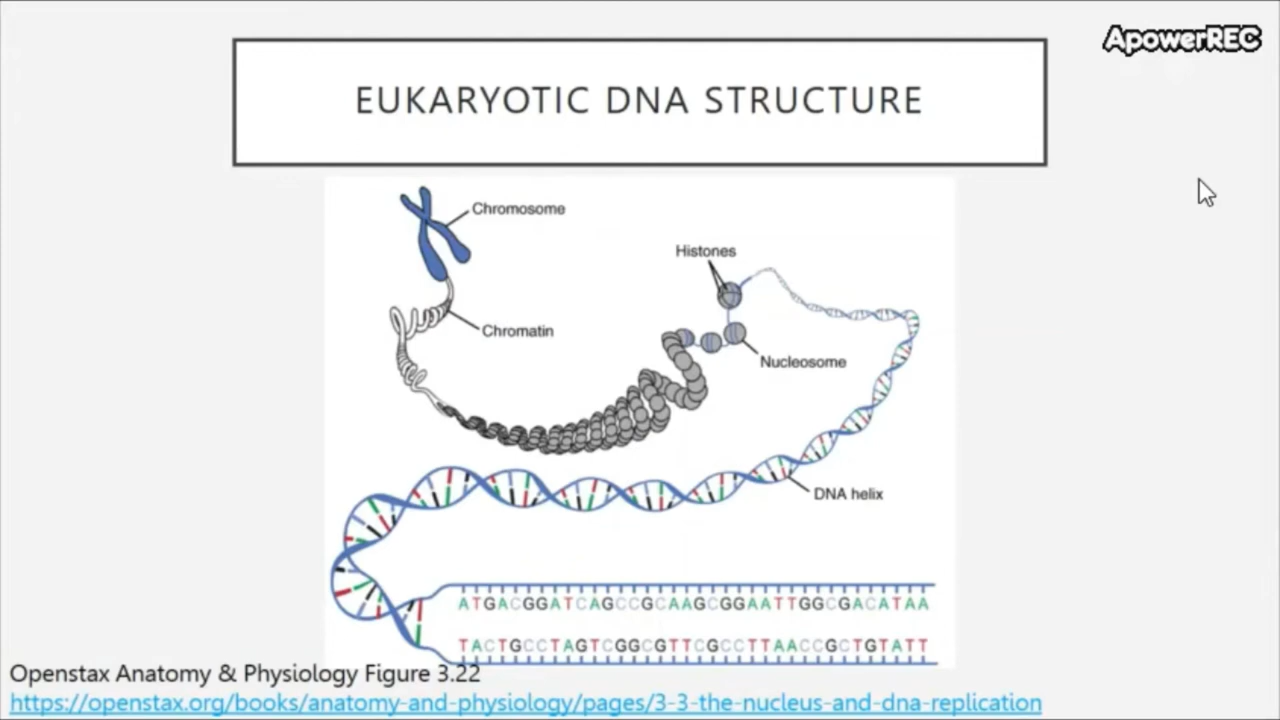 ApowerREC
EUKARYOTIC DNA STRUCTURE
Chromosome
Histones
Chromatin
Nucleosome
DNA helix
ATGACGGATCAGCCGCAAGCGGAATTGGCGACATAA
TACTGCCTAGTCGGCGTTCGCCTTAACCGCTGTATT
Openstax Anatomy & Physiology Figure 3.22
https://openstax.org/books/anatomy-and-physiology/pages/3-3-the-nucleus-and-dna-replication